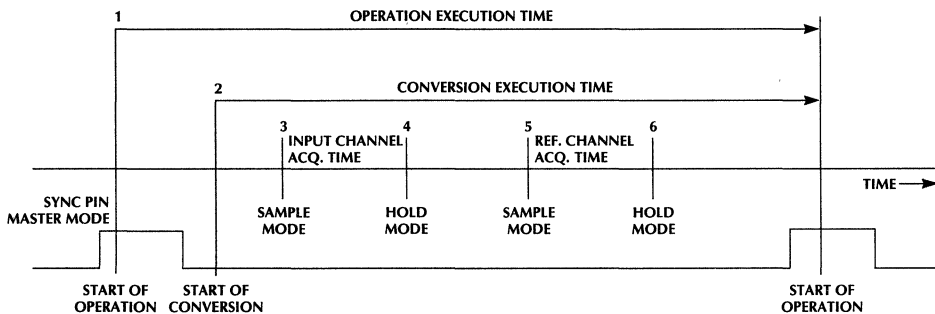 1
OPERATION EXECUTION TIME
2
CONVERSION EXECUTION TIME
3
INPUT CHANNEL
ACQ. TIME
4
5
REF. CHANNEL
ACQ. TIME
6
TIME
SYNC PIN
MASTER MODE
SAMPLE
MODE
HOLD
MODE
SAMPLE
MODE
HOLD
MODE
START OF
OPERATION
START OF
CONVERSION
START OF
OPERATION